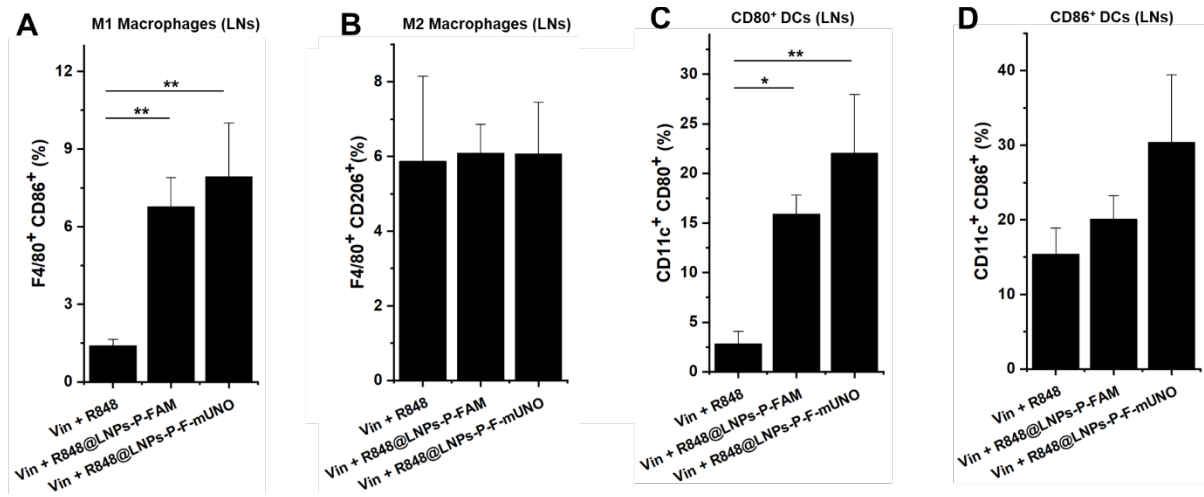 A
M1 Macrophages (LNs)
F4/80⁺ CD86⁺ (%)
12
9
6
3
0
**
**
Vin + R848
Vin + R848@LNPs-P-FAM
Vin + R848@LNPs-P-F-mUNO
B
M2 Macrophages (LNs)
F4/80⁺ CD206⁺(%)
8
6
4
2
0
Vin + R848
Vin + R848@LNPs-P-FAM
Vin + R848@LNPs-P-F-mUNO
C
CD80⁺ DCs (LNs)
CD11c⁺ CD80⁺ (%)
30
25
20
15
10
5
0
**
*
Vin + R848
Vin + R848@LNPs-P-FAM
Vin + R848@LNPs-P-F-mUNO
D
CD86⁺ DCs (LNs)
CD11c⁺ CD86⁺ (%)
40
30
20
10
0
Vin + R848
Vin + R848@LNPs-P-FAM
Vin + R848@LNPs-P-F-mUNO